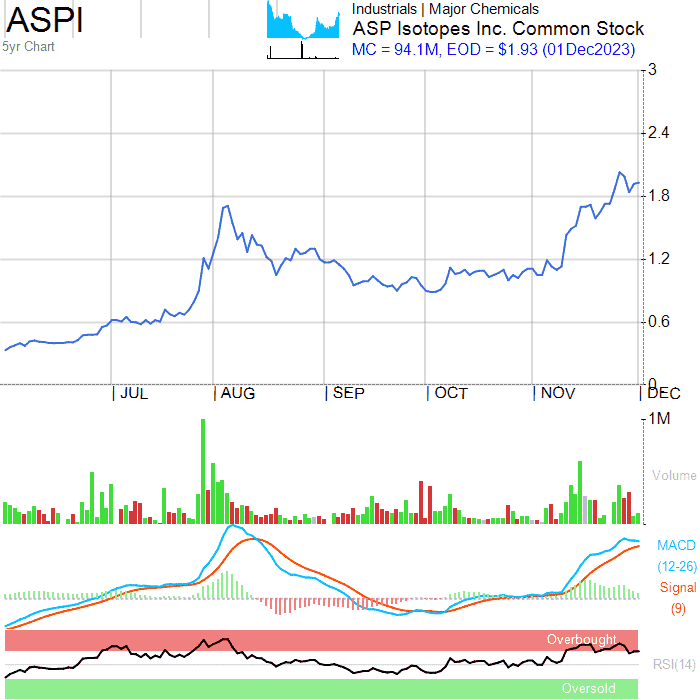 ASPI
5yr Chart
Industrials | Major Chemicals
ASP Isotopes Inc. Common Stock
MC = 94.1M, EOD = $1.93 (01Dec2023)
3
2.4
1.8
1.2
0.6
0
JUL
AUG
SEP
OCT
NOV
DEC
1M
Volume
MACD
(12-26)
Signal
(9)
Overbought
RSI(14)
Oversold